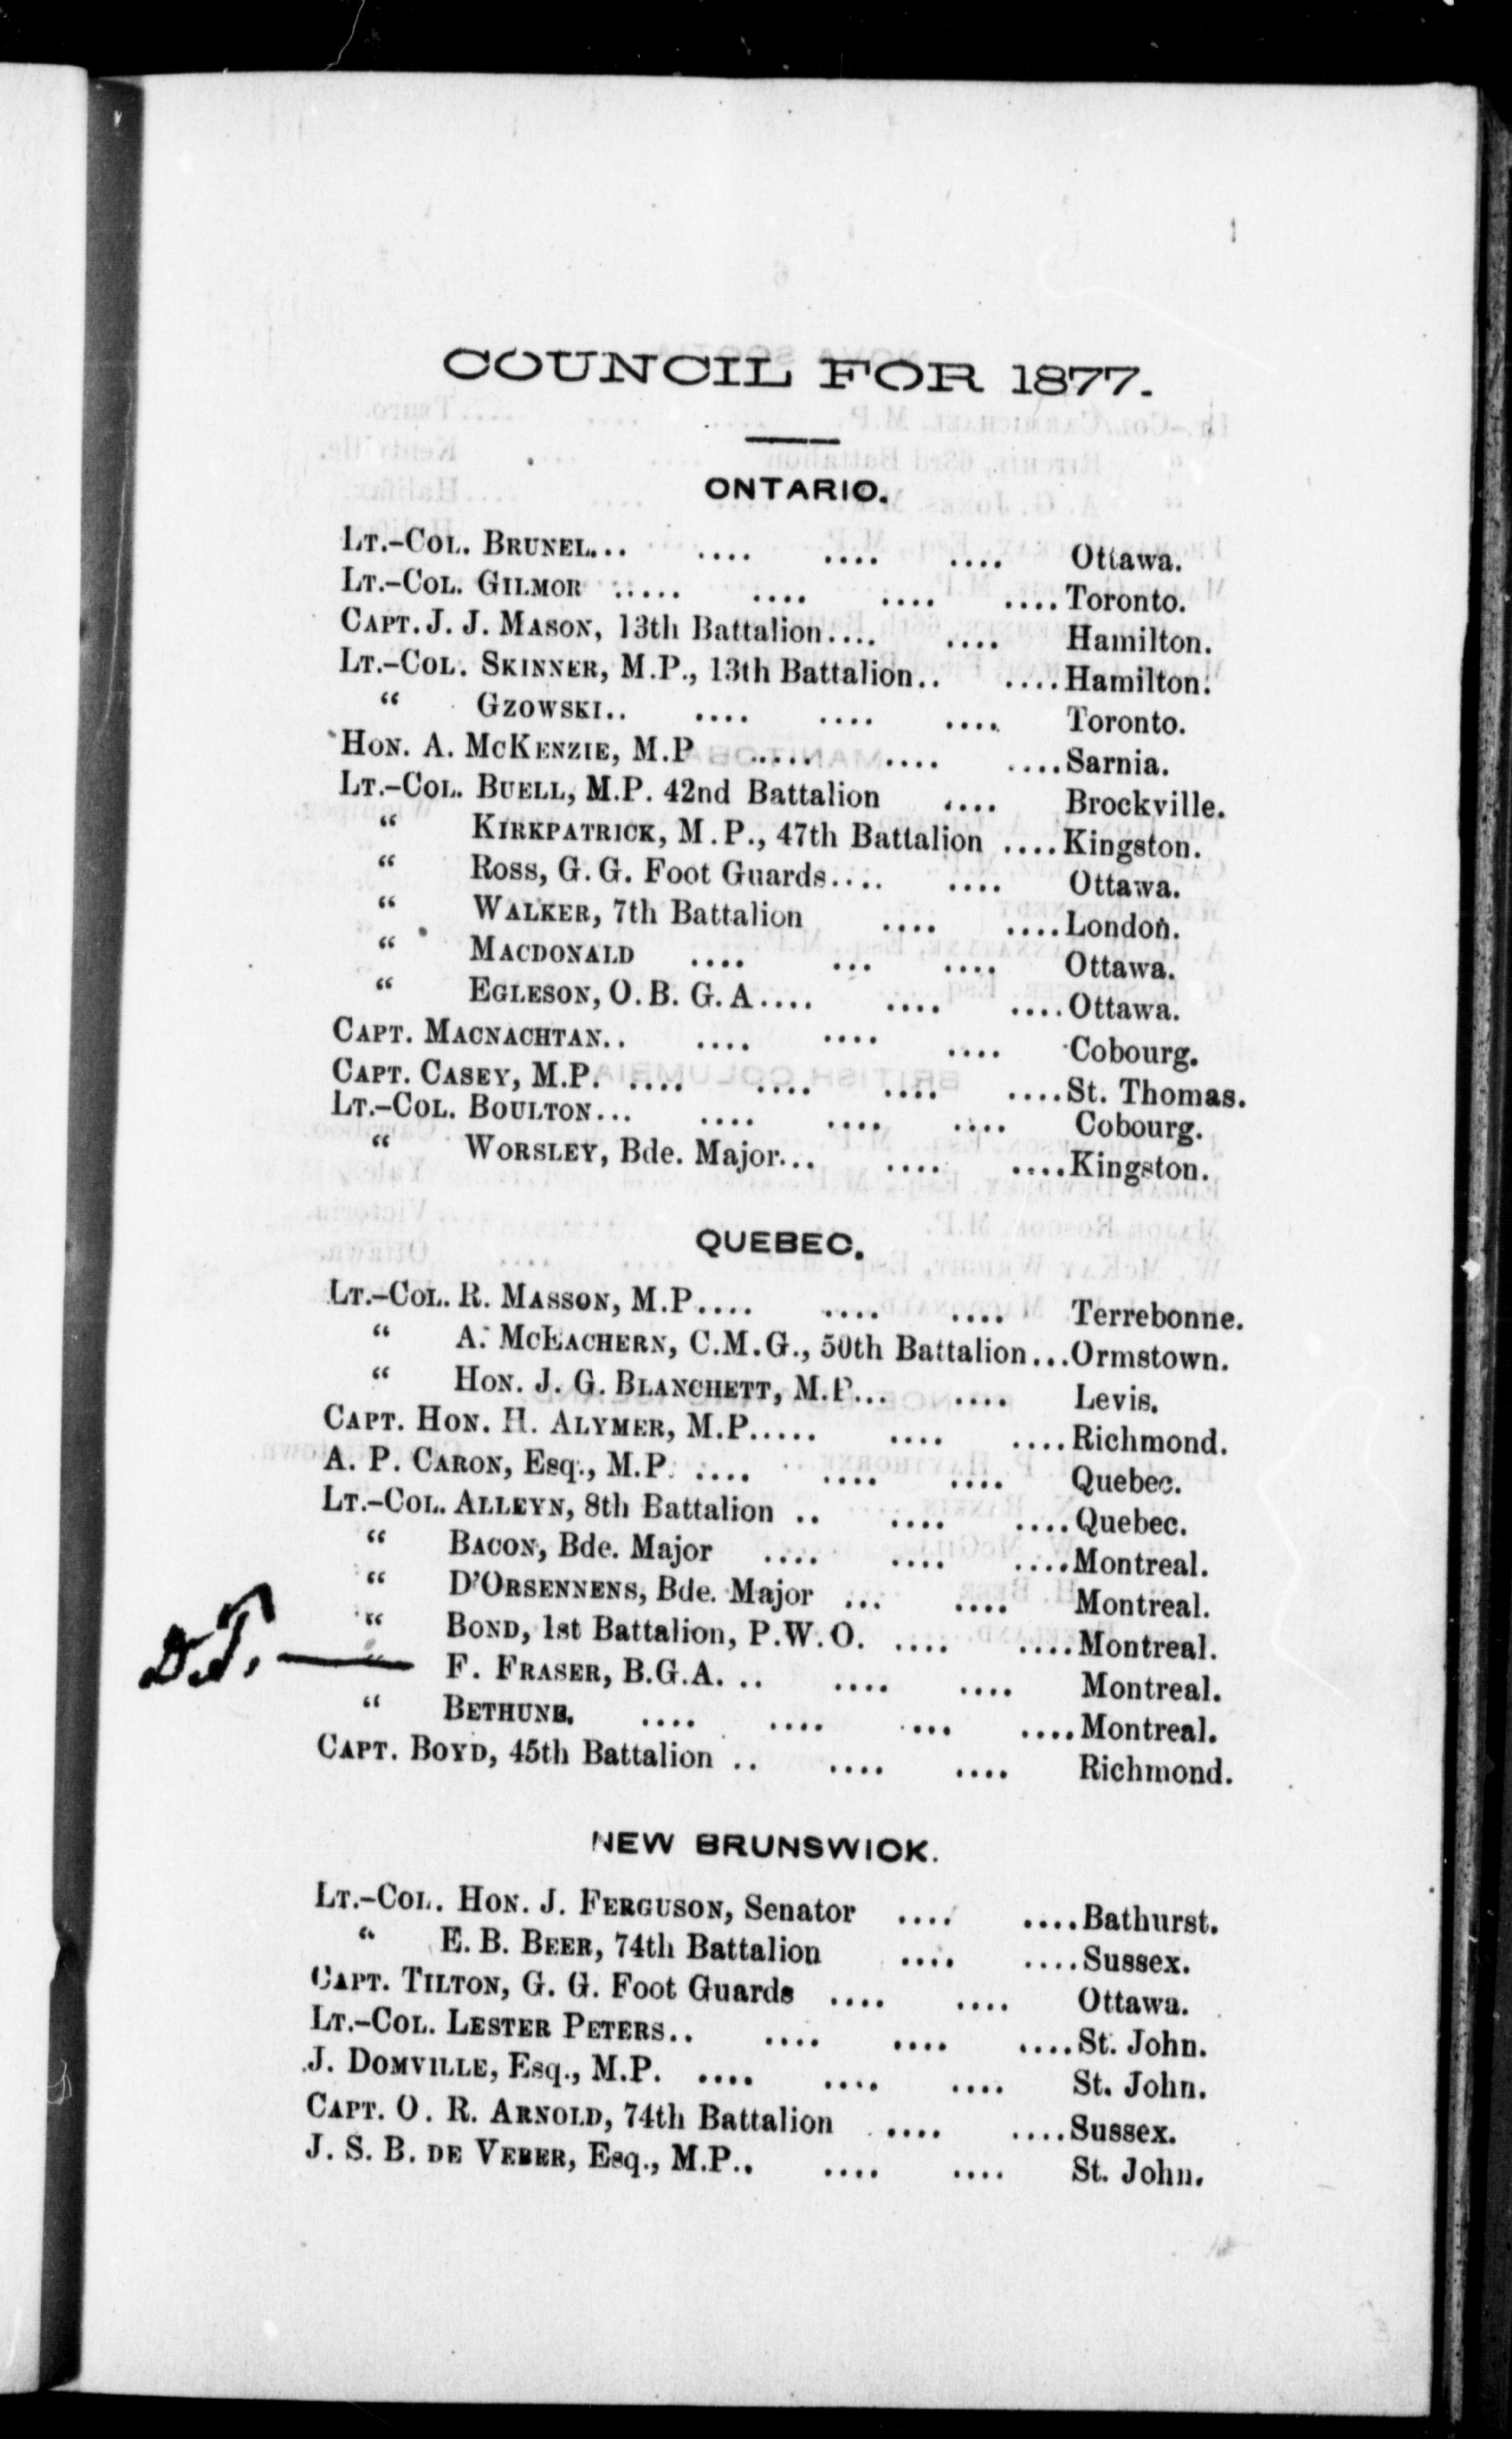 COUNCIL FOR 1877.
ONTARIO.
LT.-COL. BRUNEL... .... .... .... Ottawa.
LT.-COL. GILMOR ..... .... .... ....Toronto.
CAPT. J. J. MASON, 13th Battalion.... .... Hamilton.
LT.-COL. SKINNER, M.P., 13th Battalion.. ....Hamilton.
“ GZOWSKI.. .... .... .... Toronto.
HON. A. MCKENZIE, M.P ..... .... ....Sarnia.
LT.-COL. BUELL, M.P. 42nd Battalion .... Brockville.
“ KIRKPATRICK, M.P., 47th Battalion ....Kingston.
“ ROSS, G. G. Foot Guards.... .... Ottawa.
“ WALKER, 7th Battalion .... ....London.
“ MACDONALD .... ... .... Ottawa.
“ EGLESON, O. B. G. A.... .... ....Ottawa.
CAPT. MACNACHTAN.. .... .... .... Cobourg.
CAPT. CASEY, M.P. .... .... .... ....St. Thomas.
LT.-COL. BOULTON... .... .... .... Cobourg.
“ WORSLEY, Bde. Major... .... ....Kingston.
QUEBEC.
LT.-COL. R. MASSON, M.P.... .... .... Terrebonne.
“ A. MCEACHERN, C.M.G., 50th Battalion...Ormstown.
“ HON. J. G. BLANCHETT, M.P... .... Levis.
CAPT. HON. H. ALYMER, M.P..... .... ....Richmond.
A. P. CARON, Esq., M.P. .... .... .... Quebec.
LT.-COL. ALLEYN, 8th Battalion .. .... ....Quebec.
“ BACON, Bde. Major .... .... ....Montreal.
“ D'ORSENNENS, Bde. Major ... .... Montreal.
“ BOND, 1st Battalion, P.W.O. .... ....Montreal.
“ F. FRASER, B.G.A. .. .... .... Montreal.
“ BETHUNE. .... .... ... ....Montreal.
CAPT. BOYD, 45th Battalion .. .... .... Richmond.
NEW BRUNSWICK.
LT.-COL. HON. J. FERGUSON, Senator .... ....Bathurst.
“ E. B. BEER, 74th Battalion .... ....Sussex.
CAPT. TILTON, G. G. Foot Guards .... .... Ottawa.
LT.-COL. LESTER PETERS.. .... .... ....St. John.
J. DOMVILLE, Esq., M.P. .... .... .... St. John.
CAPT. O. R. ARNOLD, 74th Battalion .... ....Sussex.
J. S. B. DE VEBER, Esq., M.P.. .... .... St. John.